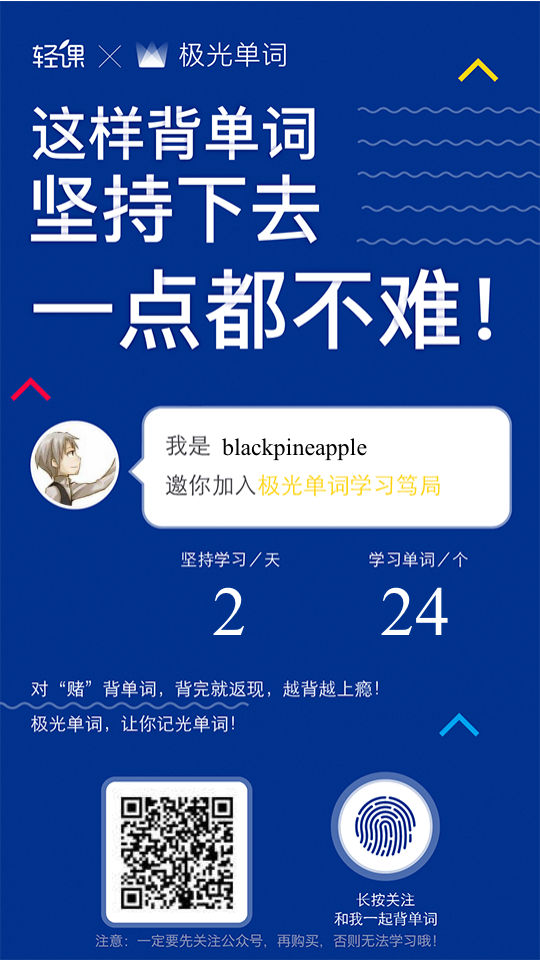 轻课 × 极光单词
这样背单词
坚持下去
一点都不难！
我是 blackpineapple
邀你加入极光单词学习笃局
坚持学习／天
学习单词／个
2
24
对“赌”背单词，背完就返现，越背越上瘾！
极光单词，让你记光单词！
长按关注
和我一起背单词
注意：一定要先关注公众号，再购买，否则无法学习哦！